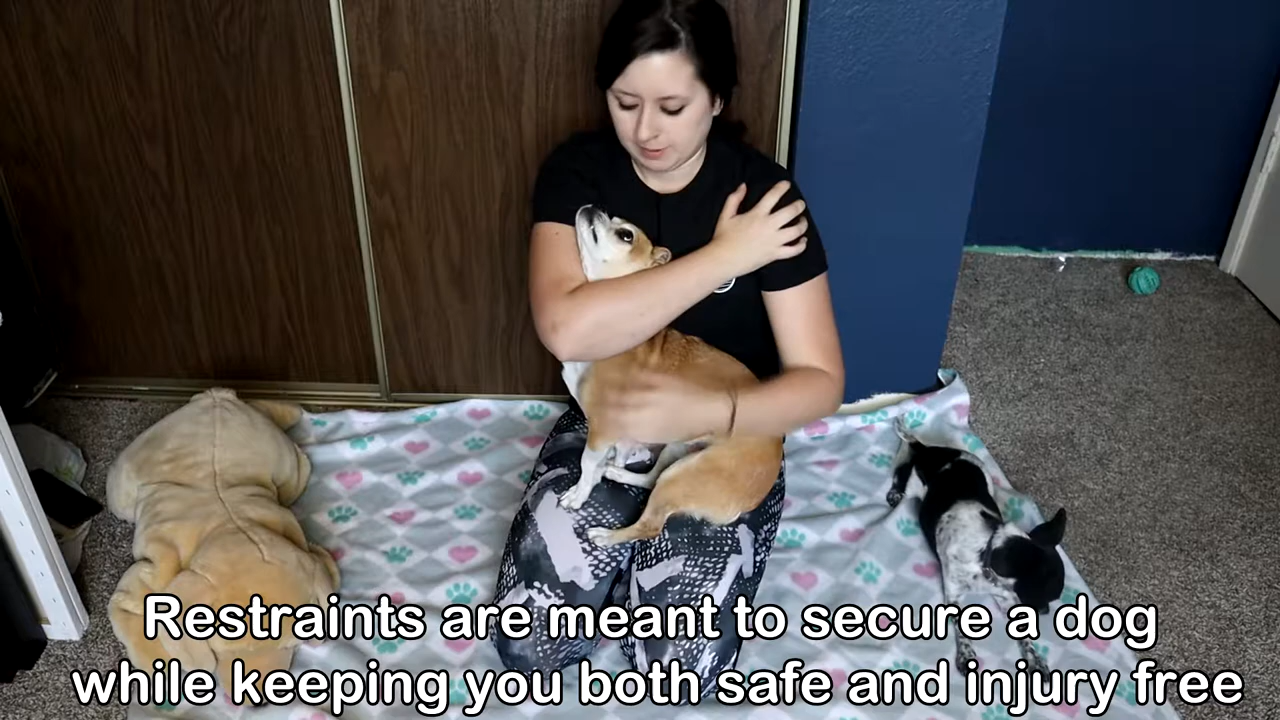 Restraints are meant to secure a dog
while keeping you both safe and injury free